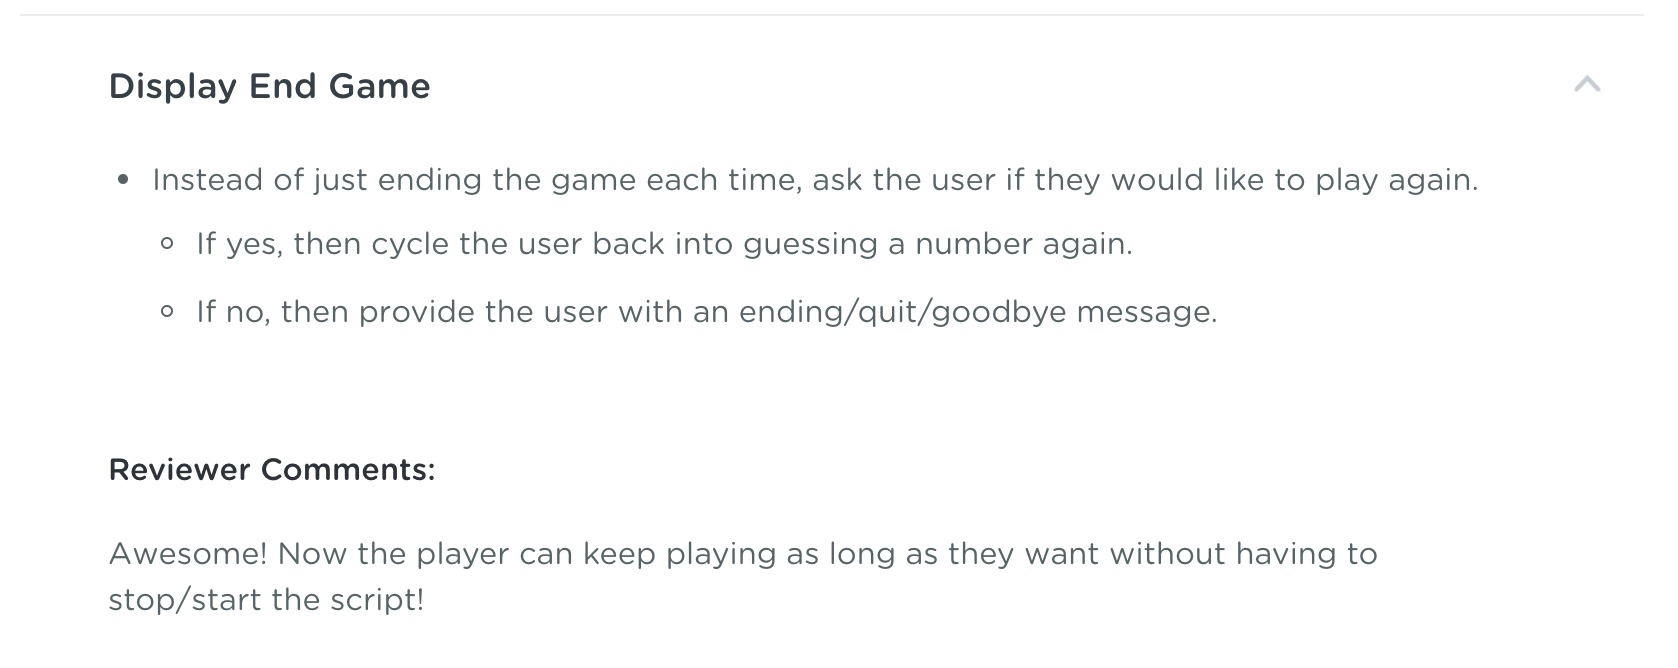 Display End Game
• Instead of just ending the game each time, ask the user if they would like to play again.
◦ If yes, then cycle the user back into guessing a number again.
◦ If no, then provide the user with an ending/quit/goodbye message.
Reviewer Comments:
Awesome! Now the player can keep playing as long as they want without having to
stop/start the script!